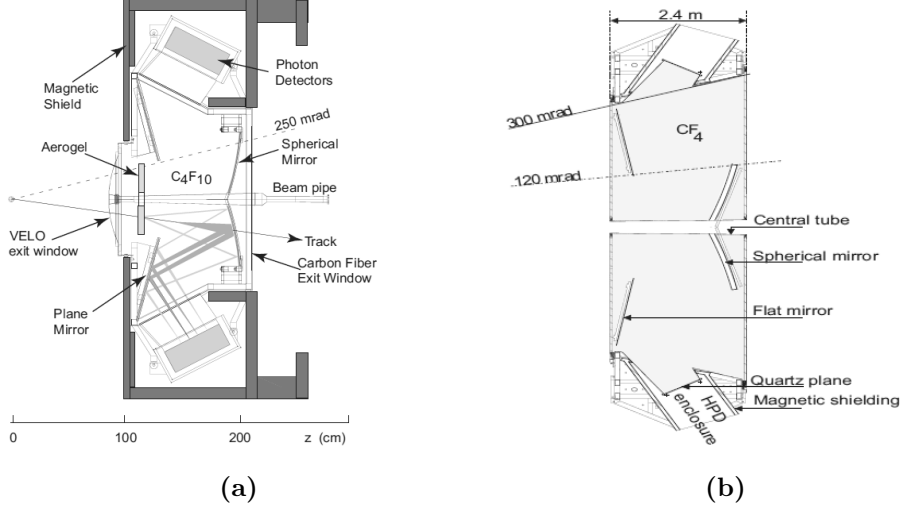 Magnetic
Shield
Aerogel
VELO
exit window
Plane
Mirror
C4F10
250 mrad
Photon
Detectors
Spherical
Mirror
Beam pipe
Track
Carbon Fiber
Exit Window
0 100 200 z (cm)
(a)
2.4 m
300 mrad
CF4
120 mrad
Central tube
Spherical mirror
Flat mirror
Quartz plane
Magnetic shielding
HPD
enclosure
(b)